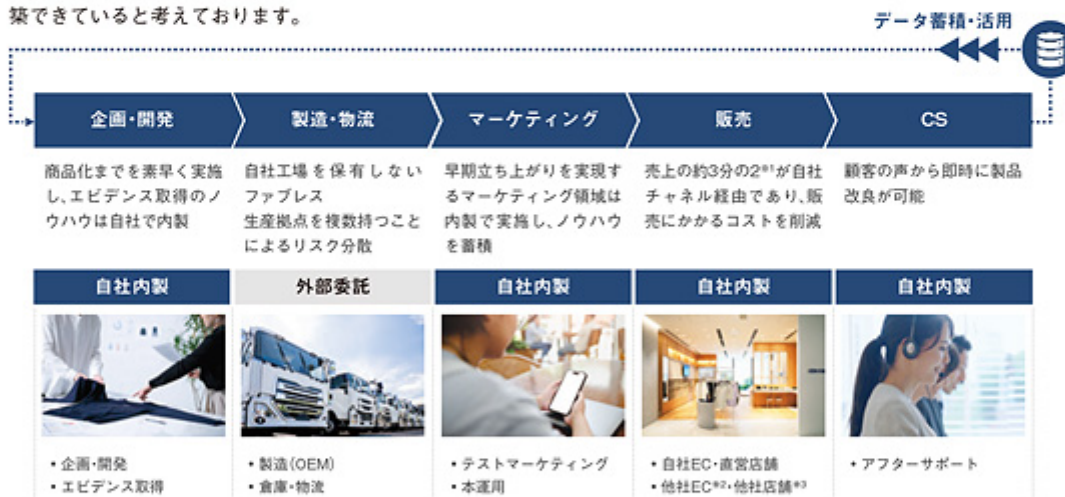 築できていると考えております。
データ蓄積・活用
企画・開発
製造・物流
マーケティング
販売
CS
商品化までを素早く実施
し、エビデンス取得のノ
ウハウは自社で内製
自社工場を保有しない
ファブレス
生産拠点を複数持つこと
によるリスク分散
早期立ち上がりを実現す
るマーケティング領域は
内製で実施し、ノウハウ
を蓄積
売上の約3分の2※1が自社
チャネル経由であり、販
売にかかるコストを削減
顧客の声から即時に製品
改良が可能
自社内製
外部委託
自社内製
自社内製
自社内製
・企画・開発
・エビデンス取得
・製造(OEM)
・倉庫・物流
・テストマーケティング
・本運用
・自社EC・直営店舗
・他社EC※2・他社店舗※3
・アフターサポート